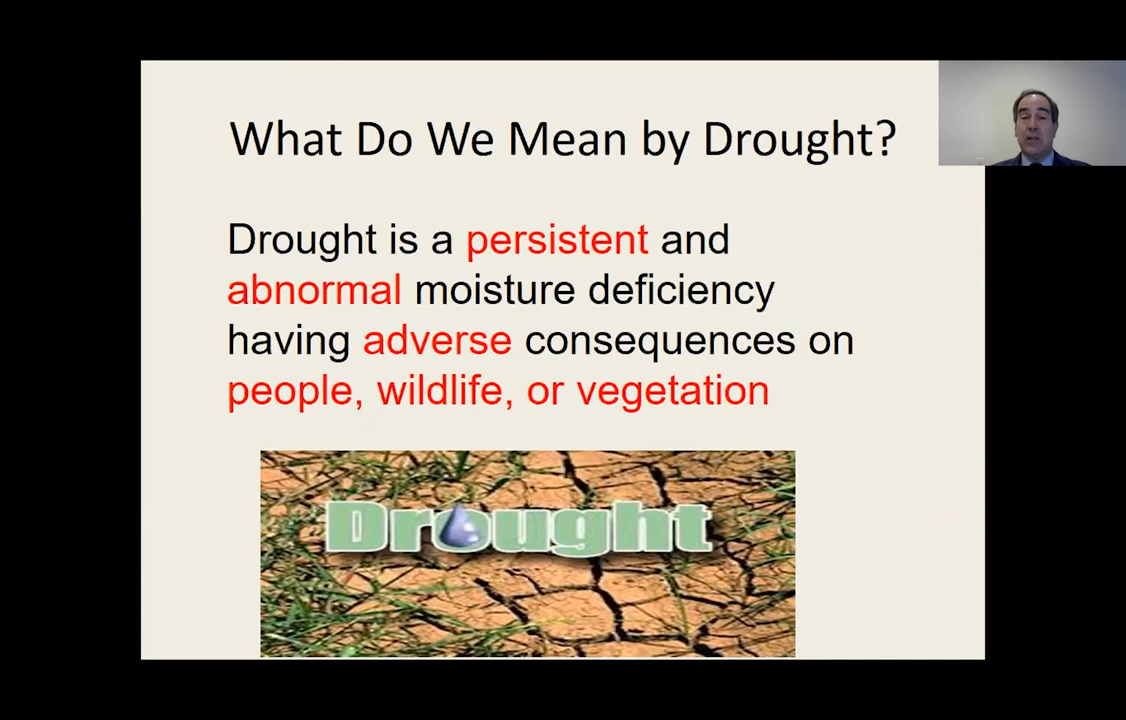 What Do We Mean by Drought?
Drought is a persistent and
abnormal moisture deficiency
having adverse consequences on
people, wildlife, or vegetation
Drought